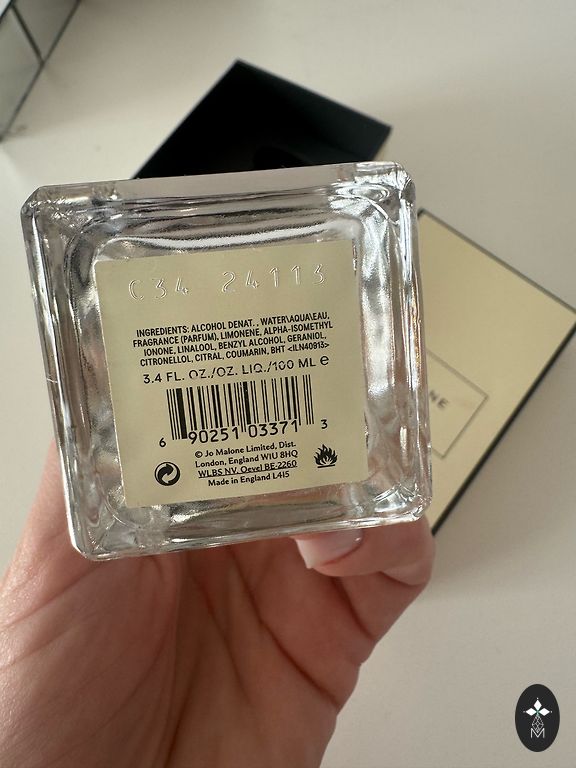 C34 24113
INGREDIENTS: ALCOHOL DENAT. , WATER\AQUA\EAU,
FRAGRANCE (PARFUM), LIMONENE, ALPHA-ISOMETHYL
IONONE, LINALOOL, BENZYL ALCOHOL, GERANIOL,
CITRONELLOL, CITRAL, COUMARIN, BHT <ILN40913>
3.4 FL. OZ./OZ. LIQ./100 ML e
6 90251 03371 3
© Jo Malone Limited, Dist.
London, England W1U 8HQ
WLBS NV. Oevel BE-2260
Made in England L415
NE
M